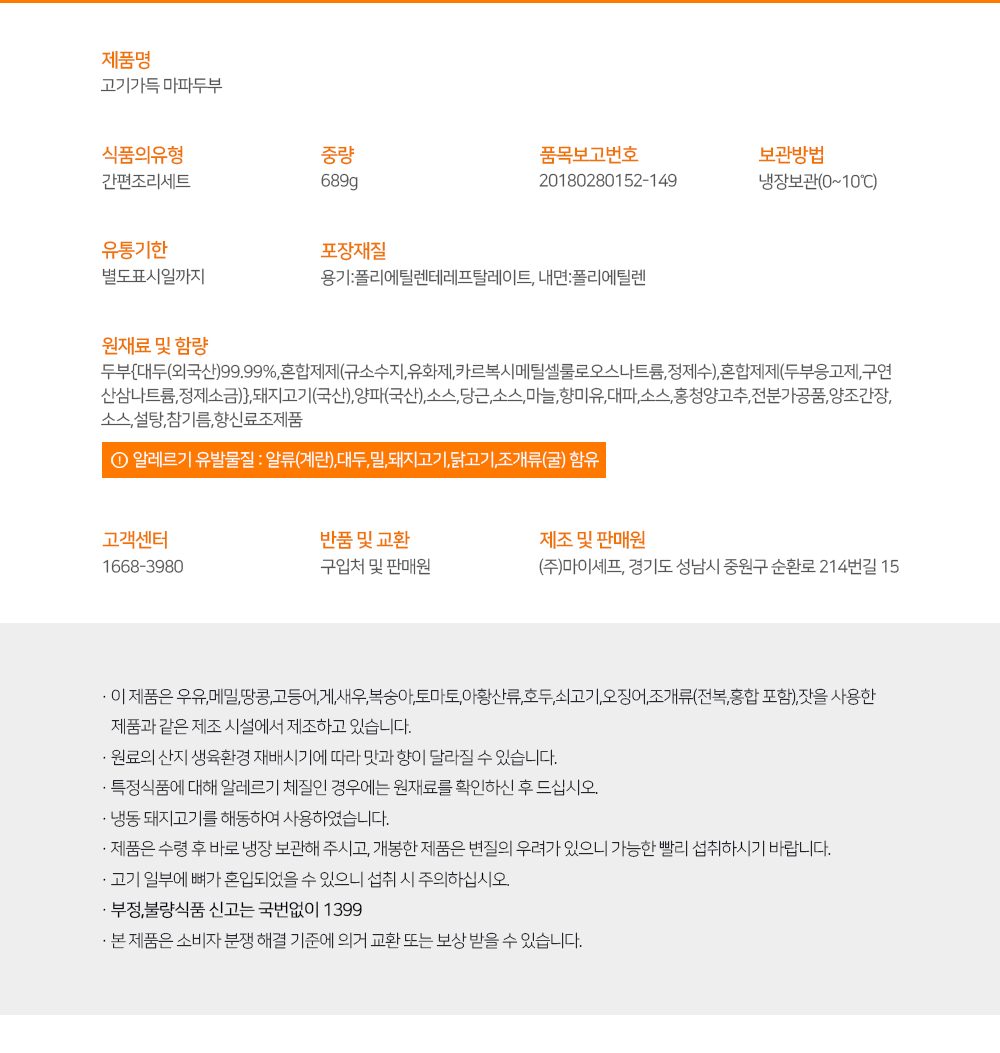 제품명
고기가득 마파두부
식품의유형
간편조리세트
중량
689g
품목보고번호
20180280152-149
보관방법
냉장보관(0~10℃)
유통기한
별도표시일까지
포장재질
용기:폴리에틸렌테레프탈레이트, 내면:폴리에틸렌
원재료 및 함량
두부{대두(외국산)99.99%,혼합제제(규소수지,유화제,카르복시메틸셀룰로오스나트륨,정제수),혼합제제(두부응고제,구연
산삼나트륨,정제소금)},돼지고기(국산),양파(국산),소스,당근,소스,마늘,향미유,대파,소스,홍청양고추,전분가공품,양조간장,
소스,설탕,참기름,향신료조제품
알레르기 유발물질 : 알류(계란),대두,밀,돼지고기,닭고기,조개류(굴) 함유
고객센터
1668-3980
반품 및 교환
구입처 및 판매원
제조 및 판매원
(주)마이셰프, 경기도 성남시 중원구 순환로 214번길 15
· 이 제품은 우유,메밀,땅콩,고등어,게,새우,복숭아,토마토,아황산류,호두,쇠고기,오징어,조개류(전복,홍합 포함),잣을 사용한
제품과 같은 제조 시설에서 제조하고 있습니다.
· 원료의 산지 생육환경 재배시기에 따라 맛과 향이 달라질 수 있습니다.
· 특정식품에 대해 알레르기 체질인 경우에는 원재료를 확인하신 후 드십시오.
· 냉동 돼지고기를 해동하여 사용하였습니다.
· 제품은 수령 후 바로 냉장 보관해 주시고, 개봉한 제품은 변질의 우려가 있으니 가능한 빨리 섭취하시기 바랍니다.
· 고기 일부에 뼈가 혼입되었을 수 있으니 섭취 시 주의하십시오.
· 부정,불량식품 신고는 국번없이 1399
· 본 제품은 소비자 분쟁 해결 기준에 의거 교환 또는 보상 받을 수 있습니다.